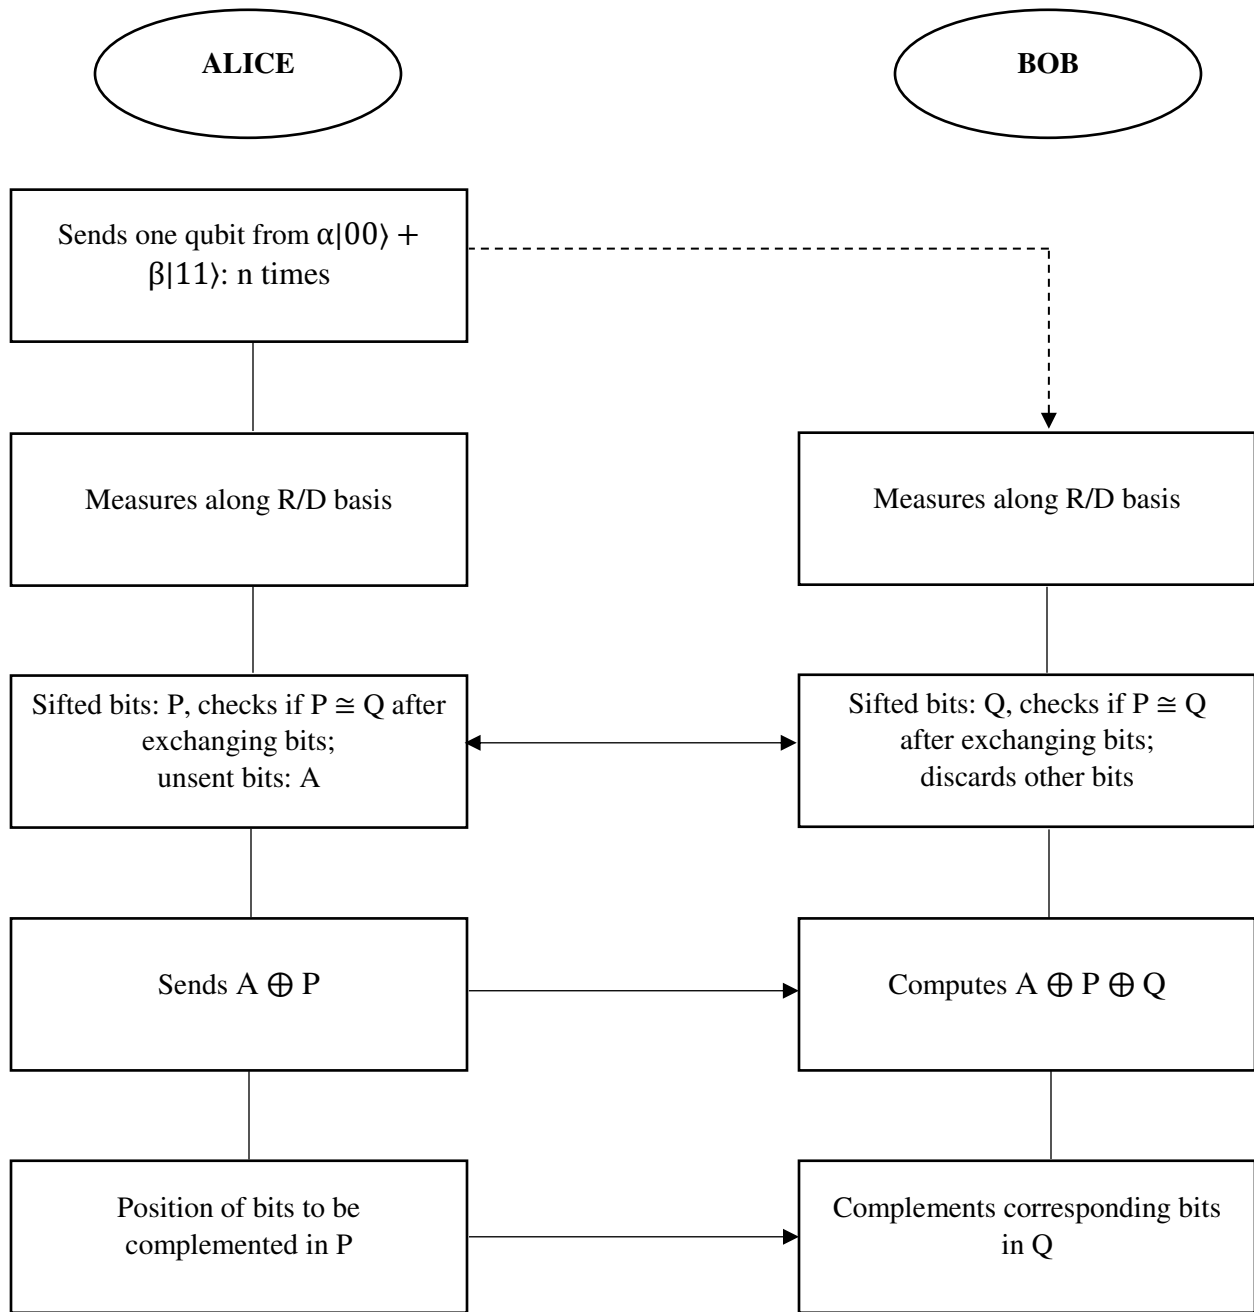 ALICE
BOB
Sends one qubit from α|00⟩ +
β|11⟩: n times
Measures along R/D basis
Measures along R/D basis
Sifted bits: P, checks if P ≅ Q after
exchanging bits;
unsent bits: A
Sifted bits: Q, checks if P ≅ Q
after exchanging bits;
discards other bits
Sends A ⊕ P
Computes A ⊕ P ⊕ Q
Position of bits to be
complemented in P
Complements corresponding bits
in Q